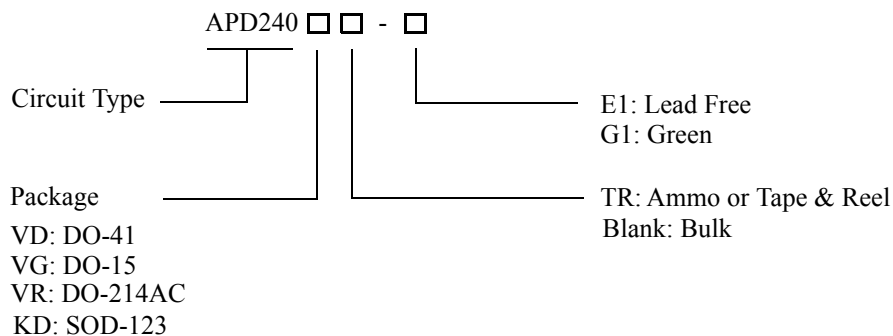 APD240 □ □ - □
Circuit Type
E1: Lead Free
G1: Green
Package
VD: DO-41
VG: DO-15
VR: DO-214AC
KD: SOD-123
TR: Ammo or Tape & Reel
Blank: Bulk